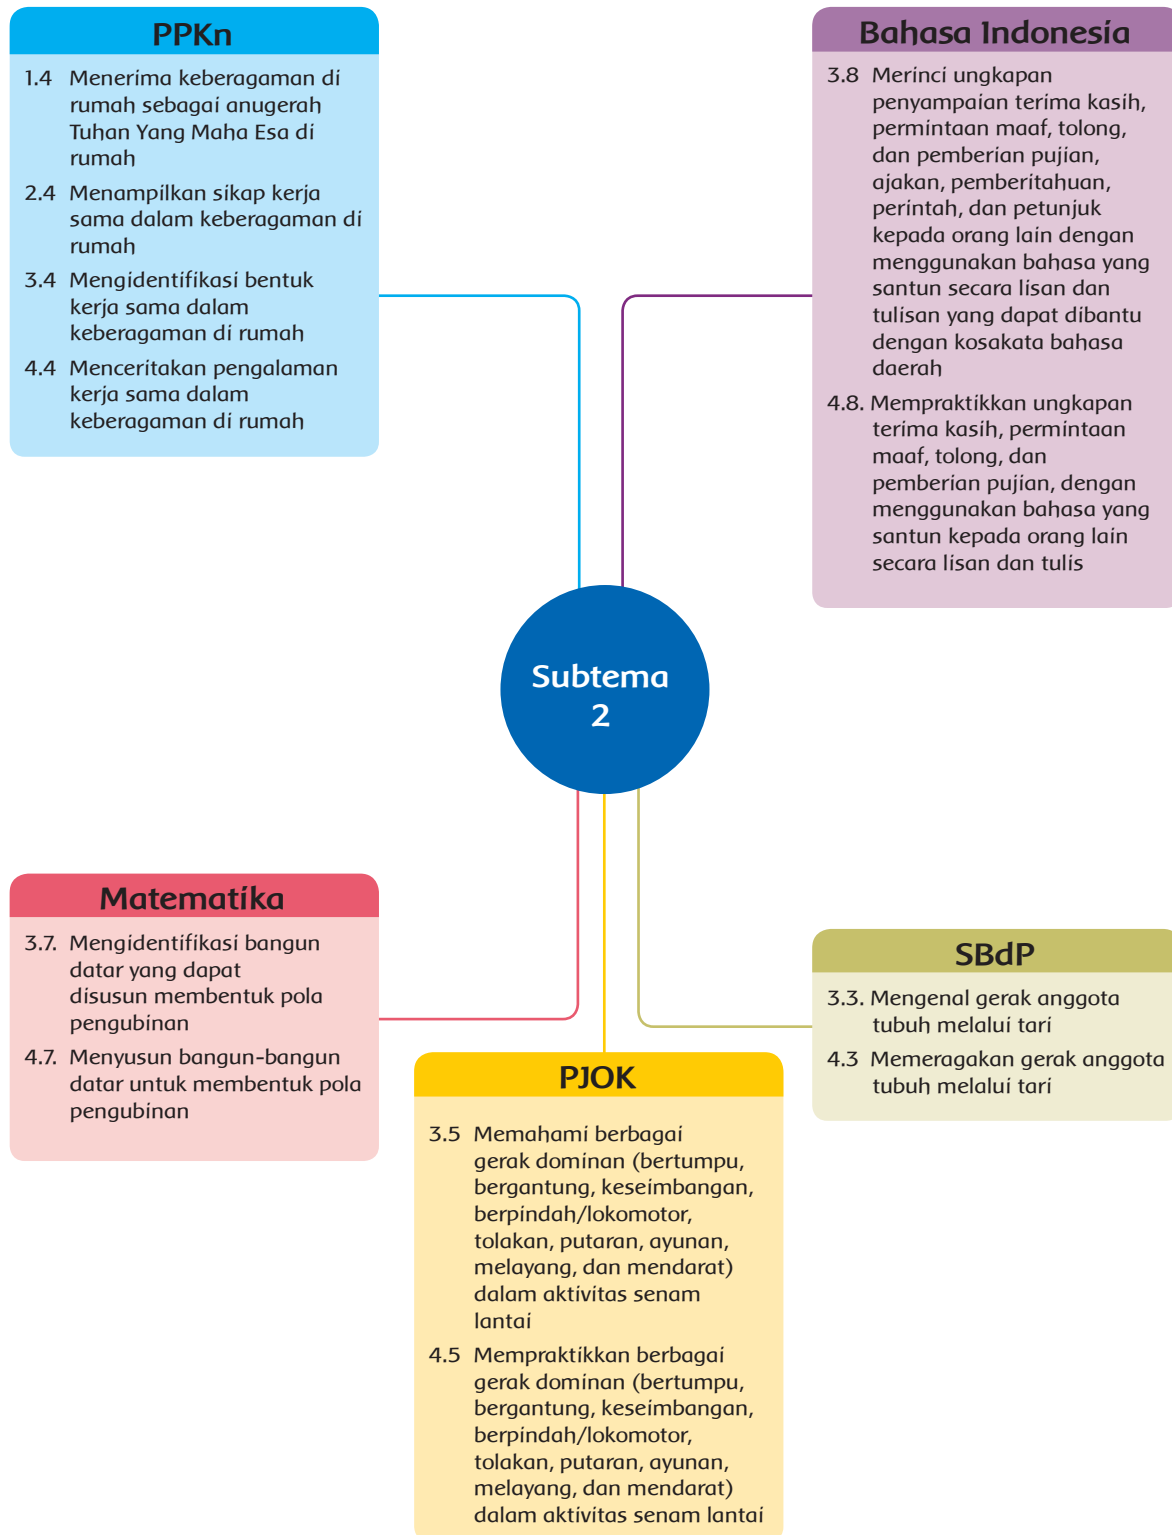 PPKn
1.4 Menerima keberagaman di
rumah sebagai anugerah
Tuhan Yang Maha Esa di
rumah
2.4 Menampilkan sikap kerja
sama dalam keberagaman di
rumah
3.4 Mengidentifikasi bentuk
kerja sama dalam
keberagaman di rumah
4.4 Menceritakan pengalaman
kerja sama dalam
keberagaman di rumah
Bahasa Indonesia
3.8 Merinci ungkapan
penyampaian terima kasih,
permintaan maaf, tolong,
dan pemberian pujian,
ajakan, pemberitahuan,
perintah, dan petunjuk
kepada orang lain dengan
menggunakan bahasa yang
santun secara lisan dan
tulisan yang dapat dibantu
dengan kosakata bahasa
daerah
4.8. Mempraktikkan ungkapan
terima kasih, permintaan
maaf, tolong, dan
pemberian pujian, dengan
menggunakan bahasa yang
santun kepada orang lain
secara lisan dan tulis
Subtema
2
Matematika
3.7. Mengidentifikasi bangun
datar yang dapat
disusun membentuk pola
pengubinan
4.7. Menyusun bangun-bangun
datar untuk membentuk pola
pengubinan
PJOK
3.5 Memahami berbagai
gerak dominan (bertumpu,
bergantung, keseimbangan,
berpindah/lokomotor,
tolakan, putaran, ayunan,
melayang, dan mendarat)
dalam aktivitas senam
lantai
4.5 Mempraktikkan berbagai
gerak dominan (bertumpu,
bergantung, keseimbangan,
berpindah/lokomotor,
tolakan, putaran, ayunan,
melayang, dan mendarat)
dalam aktivitas senam lantai
SBdP
3.3. Mengenal gerak anggota
tubuh melalui tari
4.3 Memeragakan gerak anggota
tubuh melalui tari